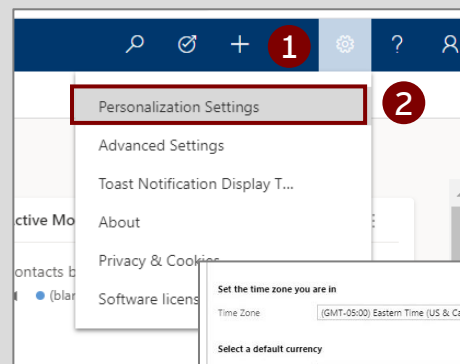 1
?
Personalization Settings
2
Advanced Settings
Toast Notification Display T...
ctive Mo
About
Privacy & Cookies
ontacts b
(blar
Software licens
Set the time zone you are in
Time Zone
(GMT-05:00) Eastern Time (US & Ca
Select a default currency